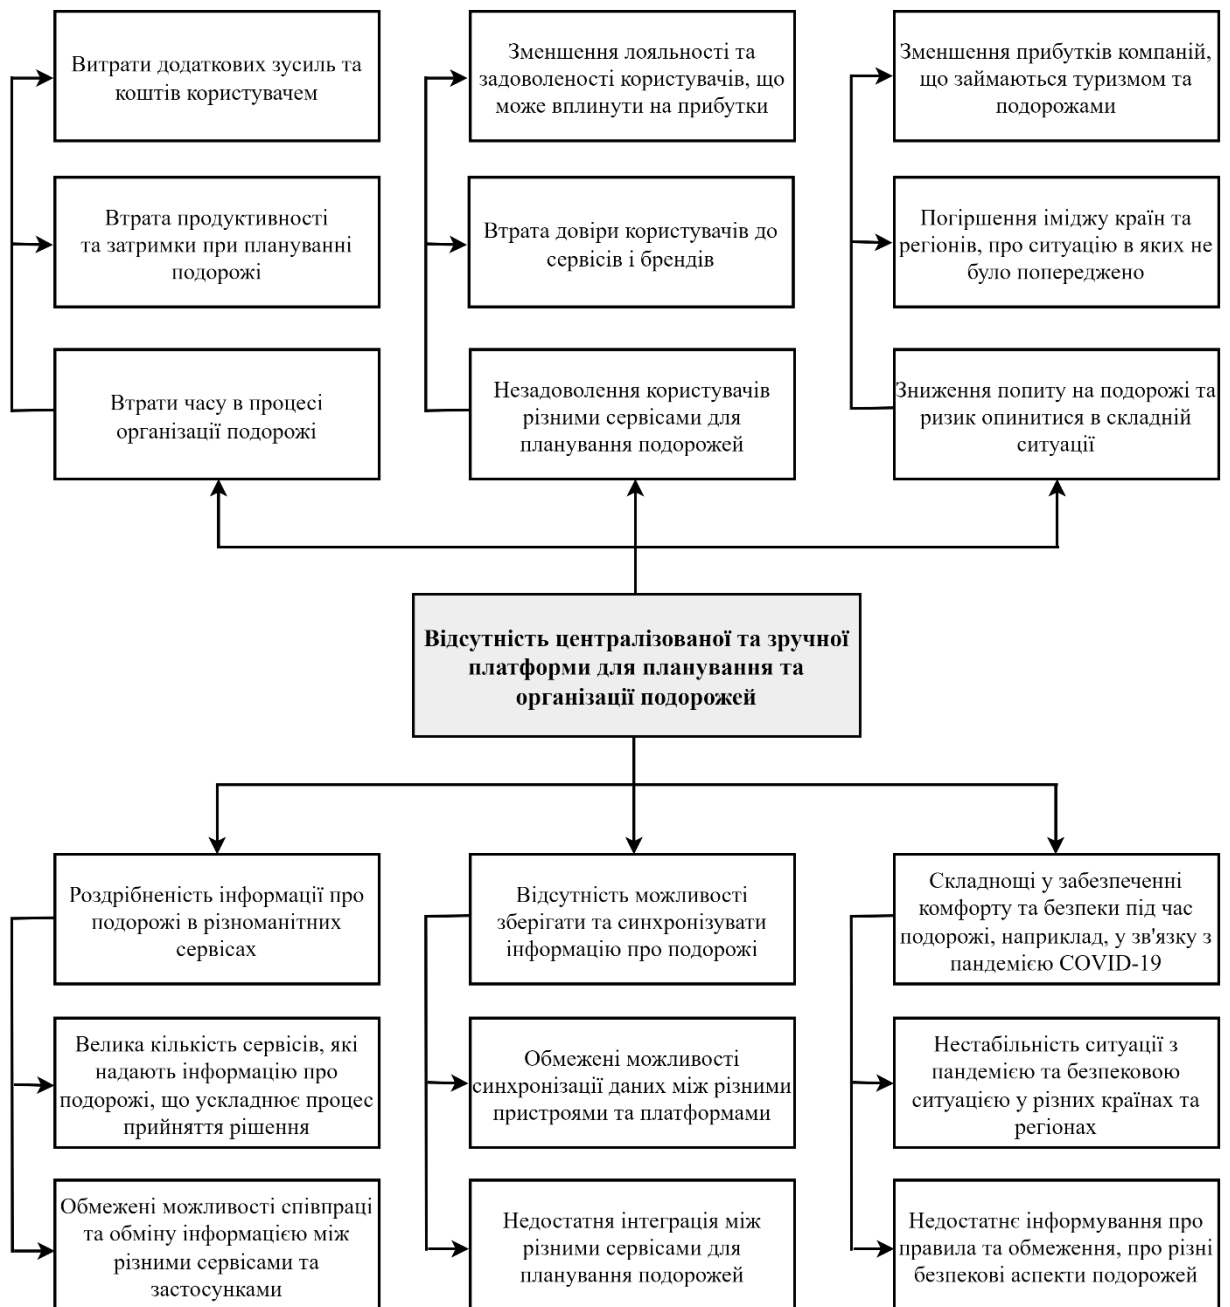 Витрати додаткових зусиль та
коштів користувачем
Зменшення лояльності та
задоволеності користувачів, що
може вплинути на прибутки
Зменшення прибутків компаній,
що займаються туризмом та
подорожами
Втрата продуктивності
та затримки при плануванні
подорожі
Втрата довіри користувачів до
сервісів і брендів
Погіршення іміджу країн та
регіонів, про ситуацію в яких не
було попереджено
Втрати часу в процесі
організації подорожі
Незадоволення користувачів
різними сервісами для
планування подорожей
Зниження попиту на подорожі та
ризик опинитися в складній
ситуації
Відсутність централізованої та зручної
платформи для планування та
організації подорожей
Роздрібненість інформації про
подорожі в різноманітних
сервісах
Відсутність можливості
зберігати та синхронізувати
інформацію про подорожі
Складнощі у забезпеченні
комфорту та безпеки під час
подорожі, наприклад, у зв'язку з
пандемією COVID-19
Велика кількість сервісів, які
надають інформацію про
подорожі, що ускладнює процес
прийняття рішення
Обмежені можливості
синхронізації даних між різними
пристроями та платформами
Нестабільність ситуації з
пандемією та безпековою
ситуацією у різних країнах та
регіонах
Обмежені можливості співпраці
та обміну інформацією між
різними сервісами та
застосунками
Недостатня інтеграція між
різними сервісами для
планування подорожей
Недостатнє інформування про
правила та обмеження, про різні
безпекові аспекти подорожей